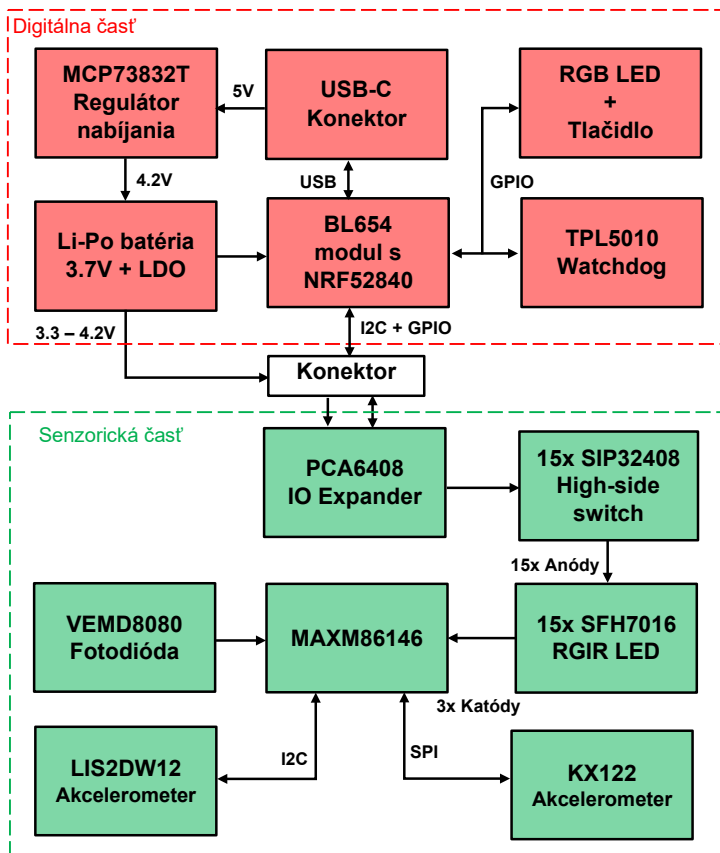 Digitálna časť
MCP73832T
Regulátor
nabíjania
5V
USB-C
Konektor
RGB LED
+
Tlačidlo
4.2V
USB
GPIO
Li-Po batéria
3.7V + LDO
BL654
modul s
NRF52840
TPL5010
Watchdog
3.3 – 4.2V
I2C + GPIO
Konektor
Senzorická časť
PCA6408
IO Expander
15x SIP32408
High-side
switch
15x Anódy
VEMD8080
Fotodióda
MAXM86146
15x SFH7016
RGIR LED
3x Katódy
I2C
SPI
LIS2DW12
Akcelerometer
KX122
Akcelerometer